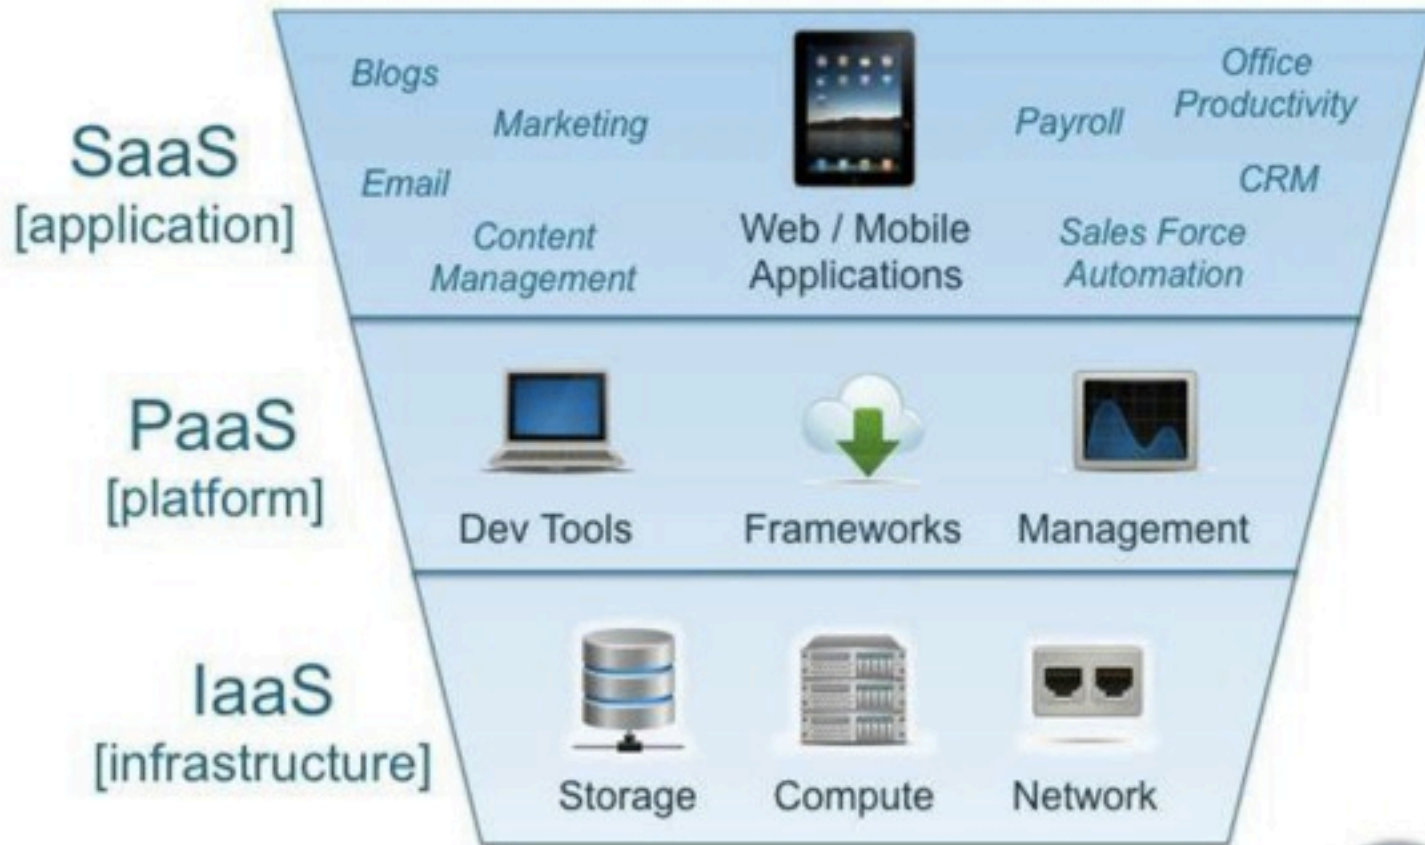 SaaS
[application]
Blogs
Marketing
Email
Content
Management
Web / Mobile
Applications
Payroll
Office
Productivity
CRM
Sales Force
Automation
PaaS
[platform]
Dev Tools
Frameworks
Management
IaaS
[infrastructure]
Storage
Compute
Network